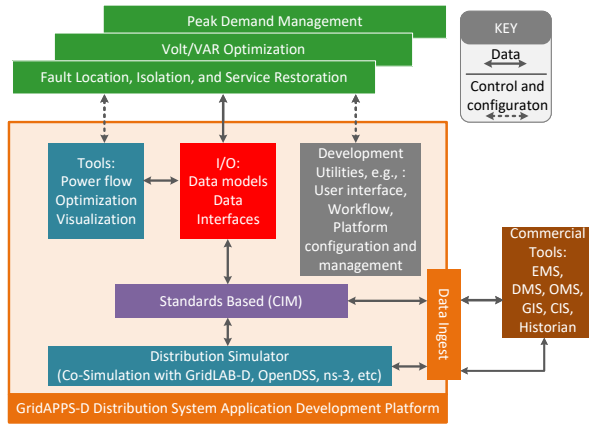 Peak Demand Management
Volt/VAR Optimization
Fault Location, Isolation, and Service Restoration
KEY
Data
Control and
configuraton
Tools:
Power flow
Optimization
Visualization
I/O:
Data models
Data
Interfaces
Development
Utilities, e.g., :
User interface,
Workflow,
Platform
configuration and
management
Commercial
Tools:
EMS,
DMS, OMS,
GIS, CIS,
Historian
Standards Based (CIM)
Data Ingest
Distribution Simulator
(Co-Simulation with GridLAB-D, OpenDSS, ns-3, etc)
GridAPPS-D Distribution System Application Development Platform